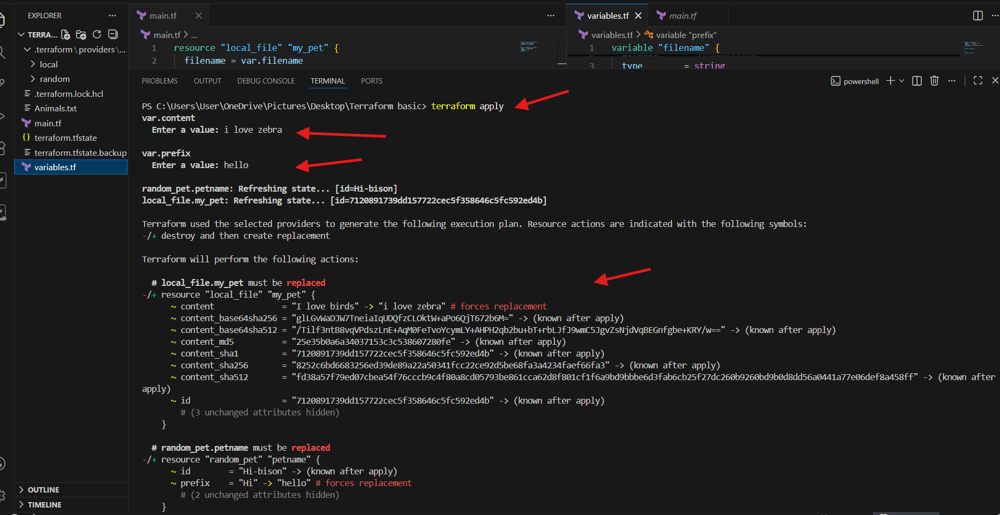 EXPLORER
TERRA...
.terraform\providers\...
local
random
.terraform.lock.hcl
Animals.txt
main.tf
terraform.tfstate
terraform.tfstate.backup
variables.tf
OUTLINE
TIMELINE
main.tf
main.tf > ...
1 resource "local_file" "my_pet" {
2 filename = var.filename
variables.tf
main.tf
variables.tf > variable "prefix"
1 variable "filename" {
3 type = string
PROBLEMS OUTPUT DEBUG CONSOLE TERMINAL PORTS
powershell
PS C:\Users\User\OneDrive\Pictures\Desktop\Terraform basic> terraform apply
var.content
Enter a value: i love zebra
var.prefix
Enter a value: hello
random_pet.petname: Refreshing state... [id=Hi-bison]
local_file.my_pet: Refreshing state... [id=7120891739dd157722cec5f358646c5fc592ed4b]
Terraform used the selected providers to generate the following execution plan. Resource actions are indicated with the following symbols:
-/+ destroy and then create replacement
Terraform will perform the following actions:
# local_file.my_pet must be replaced
-/+ resource "local_file" "my_pet" {
~ content = "I love birds" -> "i love zebra" # forces replacement
~ content_base64sha256 = "glLGvWaDJW7TneiaIqUDQfzCLOktW+aPo6QjT672b6M=" -> (known after apply)
~ content_base64sha512 = "/Tilf3ntB8vqVPdszLnE+AqM0FeTvoYcymLY+AHPH2qb2bu+bT+rbLJfJ9wmC5JgvZsNjdVqBEGnfgbe+KRY/w==" -> (known after apply)
~ content_md5 = "25e35b0a6a34037153c3c538607280fe" -> (known after apply)
~ content_sha1 = "7120891739dd157722cec5f358646c5fc592ed4b" -> (known after apply)
~ content_sha256 = "8252c6bd6683256ed39de89a22a50341fcc22ce92d5be68fa3a4234faef66fa3" -> (known after apply)
~ content_sha512 = "fd38a57f79ed07cbea54f76cccb9c4f80a8cd05793be861cca62d8f801cf1f6a9bd9bbbe6d3fab6cb25f27dc260b9260bd9b0d8dd56a0441a77e06def8a458ff" -> (known after
apply)
~ id = "7120891739dd157722cec5f358646c5fc592ed4b" -> (known after apply)
# (3 unchanged attributes hidden)
}
# random_pet.petname must be replaced
-/+ resource "random_pet" "petname" {
~ id = "Hi-bison" -> (known after apply)
~ prefix = "Hi" -> "hello" # forces replacement
# (2 unchanged attributes hidden)
}